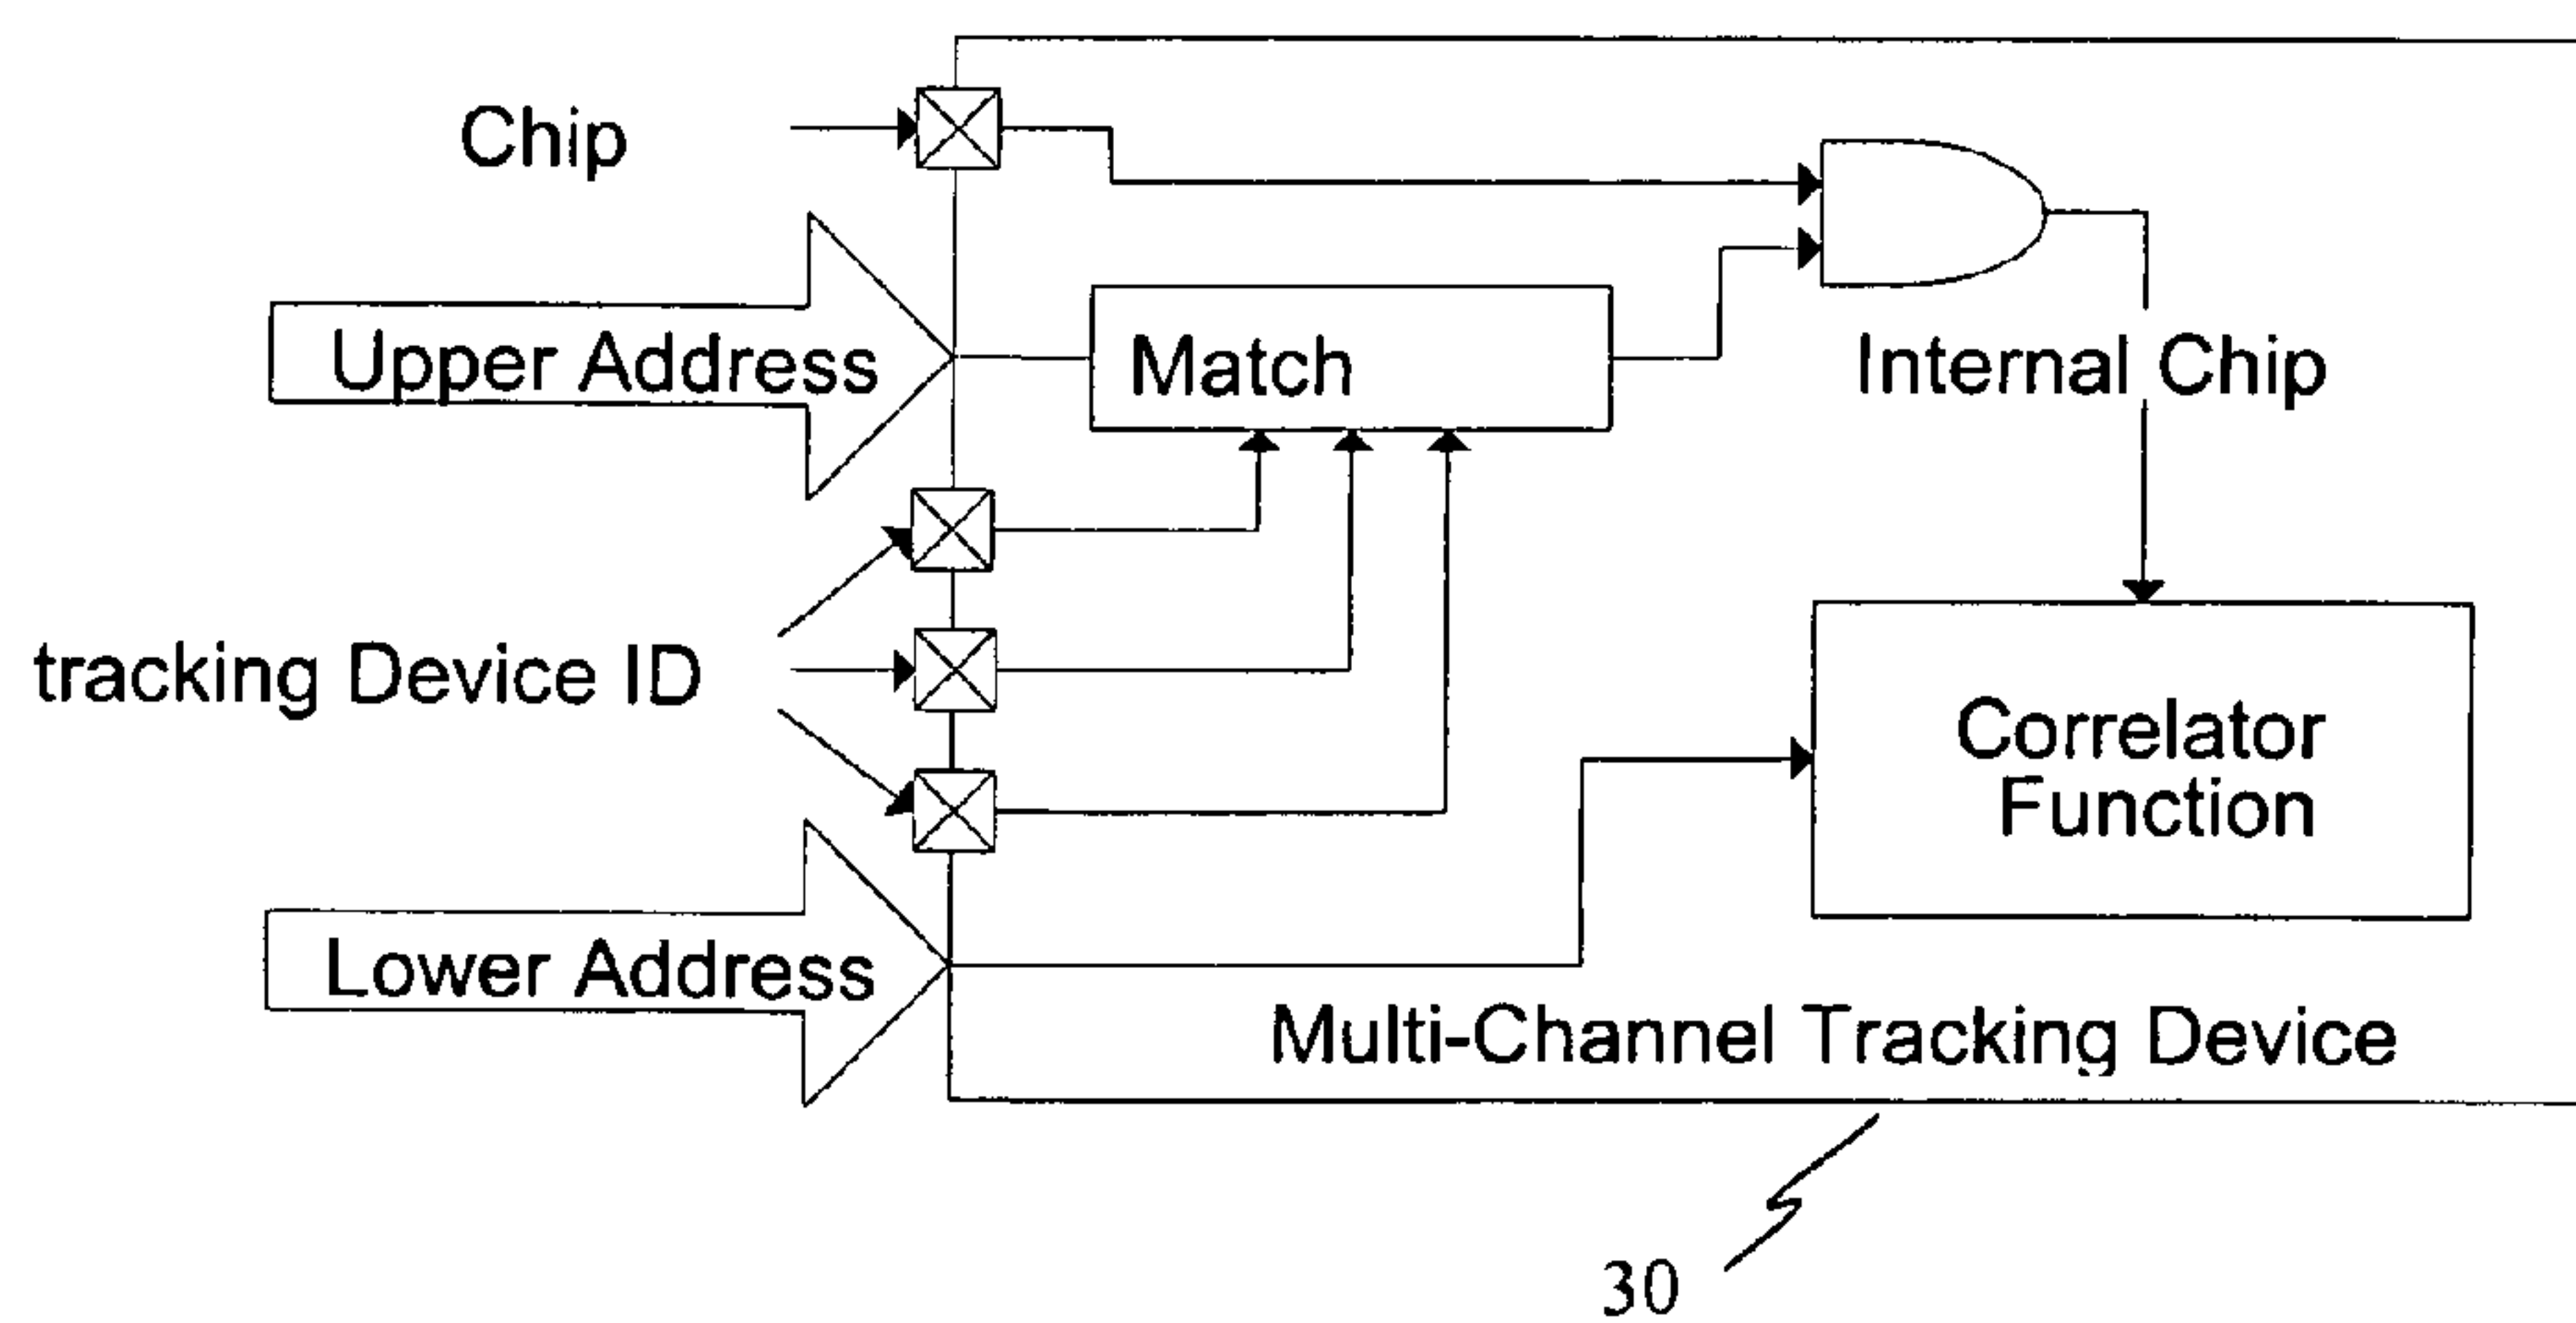 Chip
Upper Address
Match
Internal Chip
tracking Device ID
Correlator
Function
Lower Address
Multi-Channel Tracking Device
30